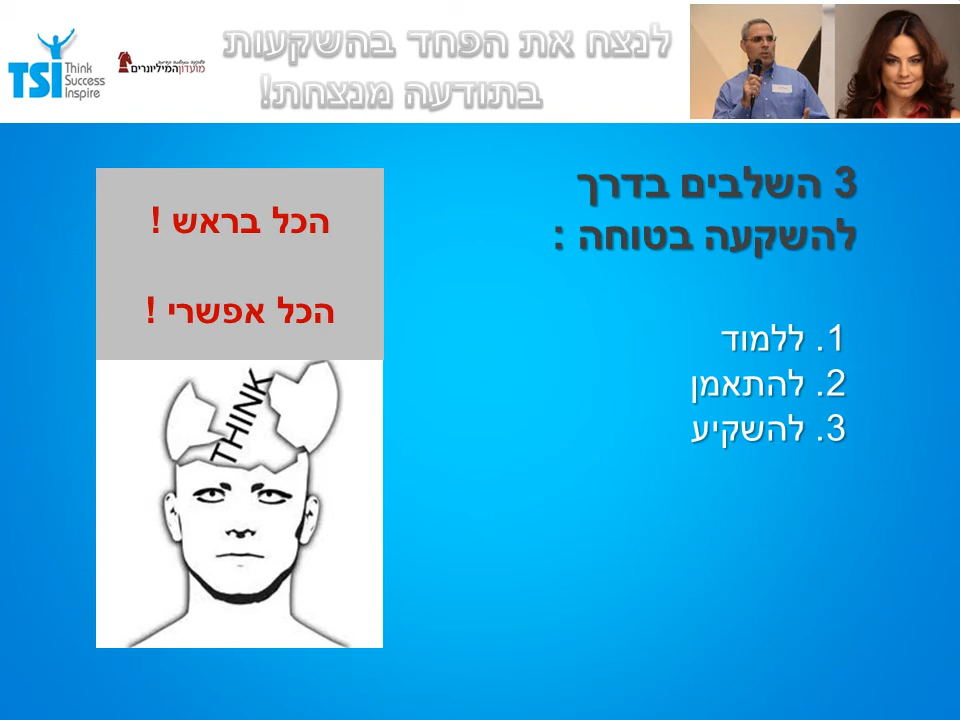 לנצח את הפחד בהשקעות
בתודעה מנצחת!
TSI Think
Success
Inspire
מועדון המיליונרים
3 השלבים בדרך
להשקעה בטוחה :
1. ללמוד
2. להתאמן
3. להשקיע
הכל בראש !
הכל אפשרי !
THINK